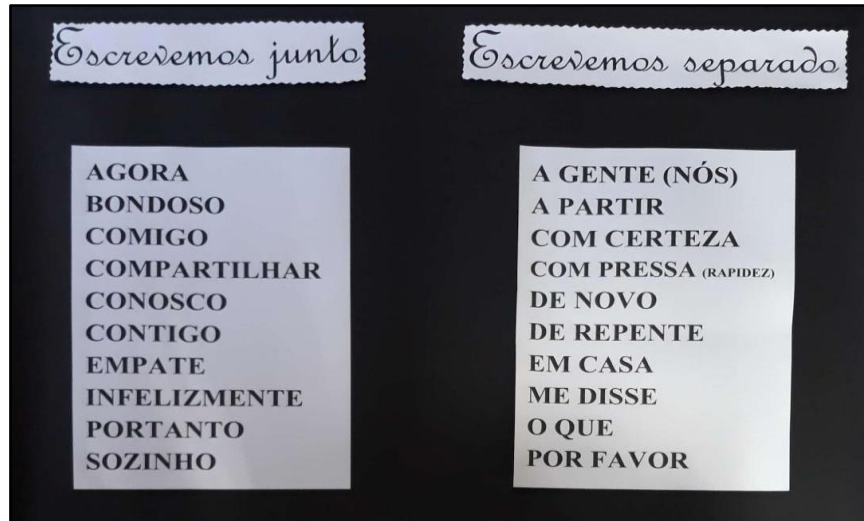 Escrevemos junto
AGORA
BONDOSO
COMIGO
COMPARTILHAR
CONOSCO
CONTIGO
EMPATE
INFELIZMENTE
PORTANTO
SOZINHO
Escrevemos separado
A GENTE (NÓS)
A PARTIR
COM CERTEZA
COM PRESSA (RAPIDEZ)
DE NOVO
DE REPENTE
EM CASA
ME DISSE
O QUE
POR FAVOR